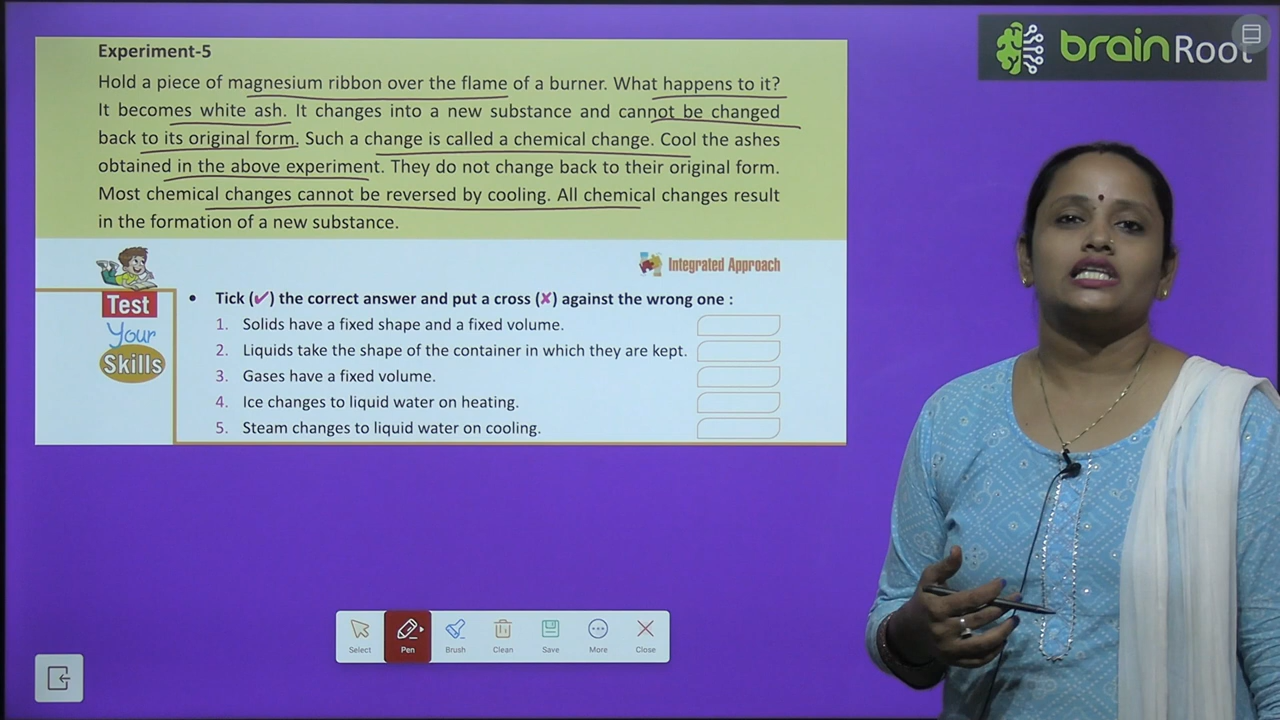 brainRoot
Experiment-5
Hold a piece of magnesium ribbon over the flame of a burner. What happens to it?
It becomes white ash. It changes into a new substance and cannot be changed
back to its original form. Such a change is called a chemical change. Cool the ashes
obtained in the above experiment. They do not change back to their original form.
Most chemical changes cannot be reversed by cooling. All chemical changes result
in the formation of a new substance.
Integrated Approach
Test
Your
Skills
• Tick (✔) the correct answer and put a cross (✘) against the wrong one :
1. Solids have a fixed shape and a fixed volume.
2. Liquids take the shape of the container in which they are kept.
3. Gases have a fixed volume.
4. Ice changes to liquid water on heating.
5. Steam changes to liquid water on cooling.
Select Pen Brush Clean Save More Close